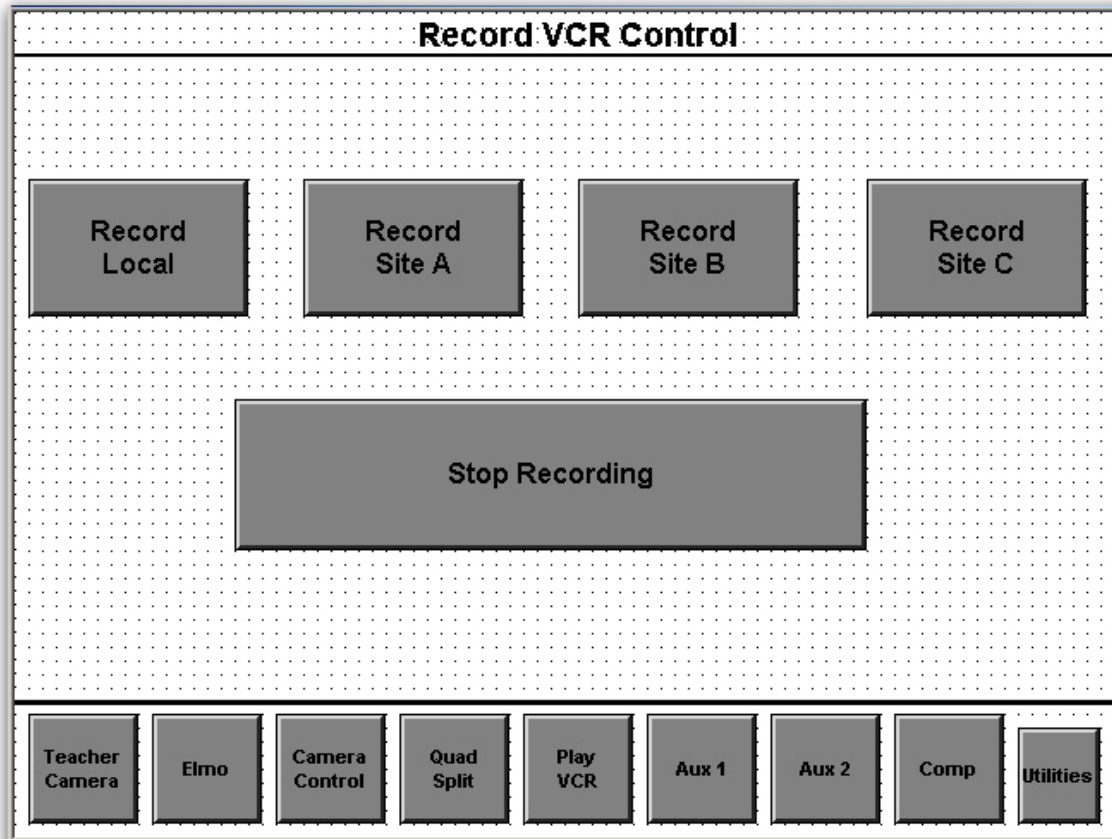 Record VCR Control
Record
Local
Record
Site A
Record
Site B
Record
Site C
Stop Recording
Teacher
Camera
Elmo
Camera
Control
Quad
Split
Play
VCR
Aux 1
Aux 2
Comp
Utilities